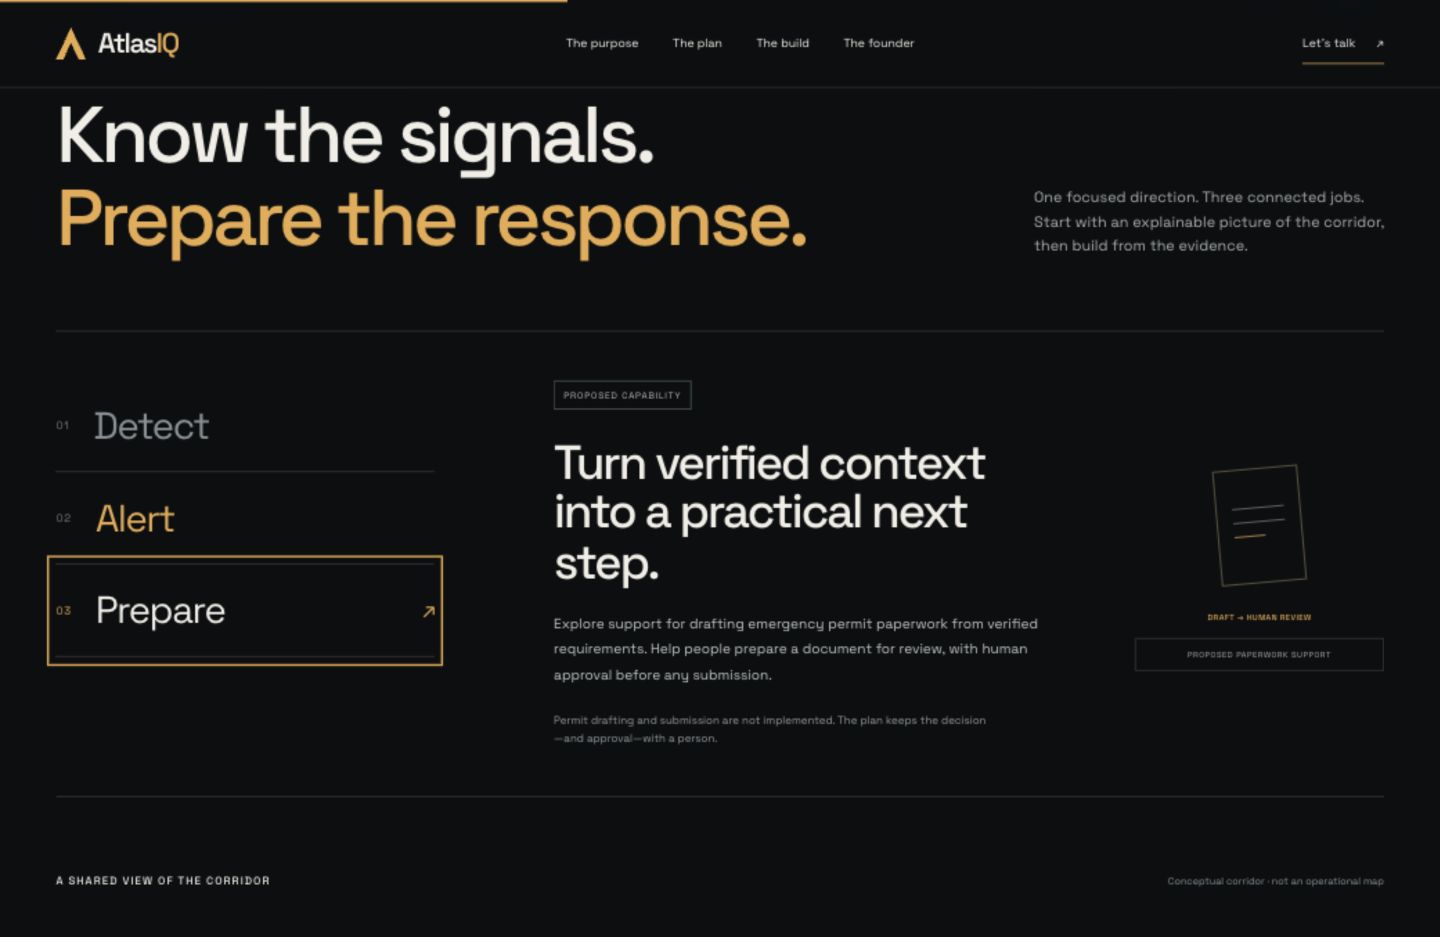 AtlasIQ
The purpose
The plan
The build
The founder
Let's talk ↗
Know the signals.
Prepare the response.
One focused direction. Three connected jobs.
Start with an explainable picture of the corridor,
then build from the evidence.
01 Detect
02 Alert
03 Prepare ↗
PROPOSED CAPABILITY
Turn verified context
into a practical next
step.
Explore support for drafting emergency permit paperwork from verified
requirements. Help people prepare a document for review, with human
approval before any submission.
Permit drafting and submission are not implemented. The plan keeps the decision
—and approval—with a person.
DRAFT → HUMAN REVIEW
PROPOSED PAPERWORK SUPPORT
A SHARED VIEW OF THE CORRIDOR
Conceptual corridor · not an operational map